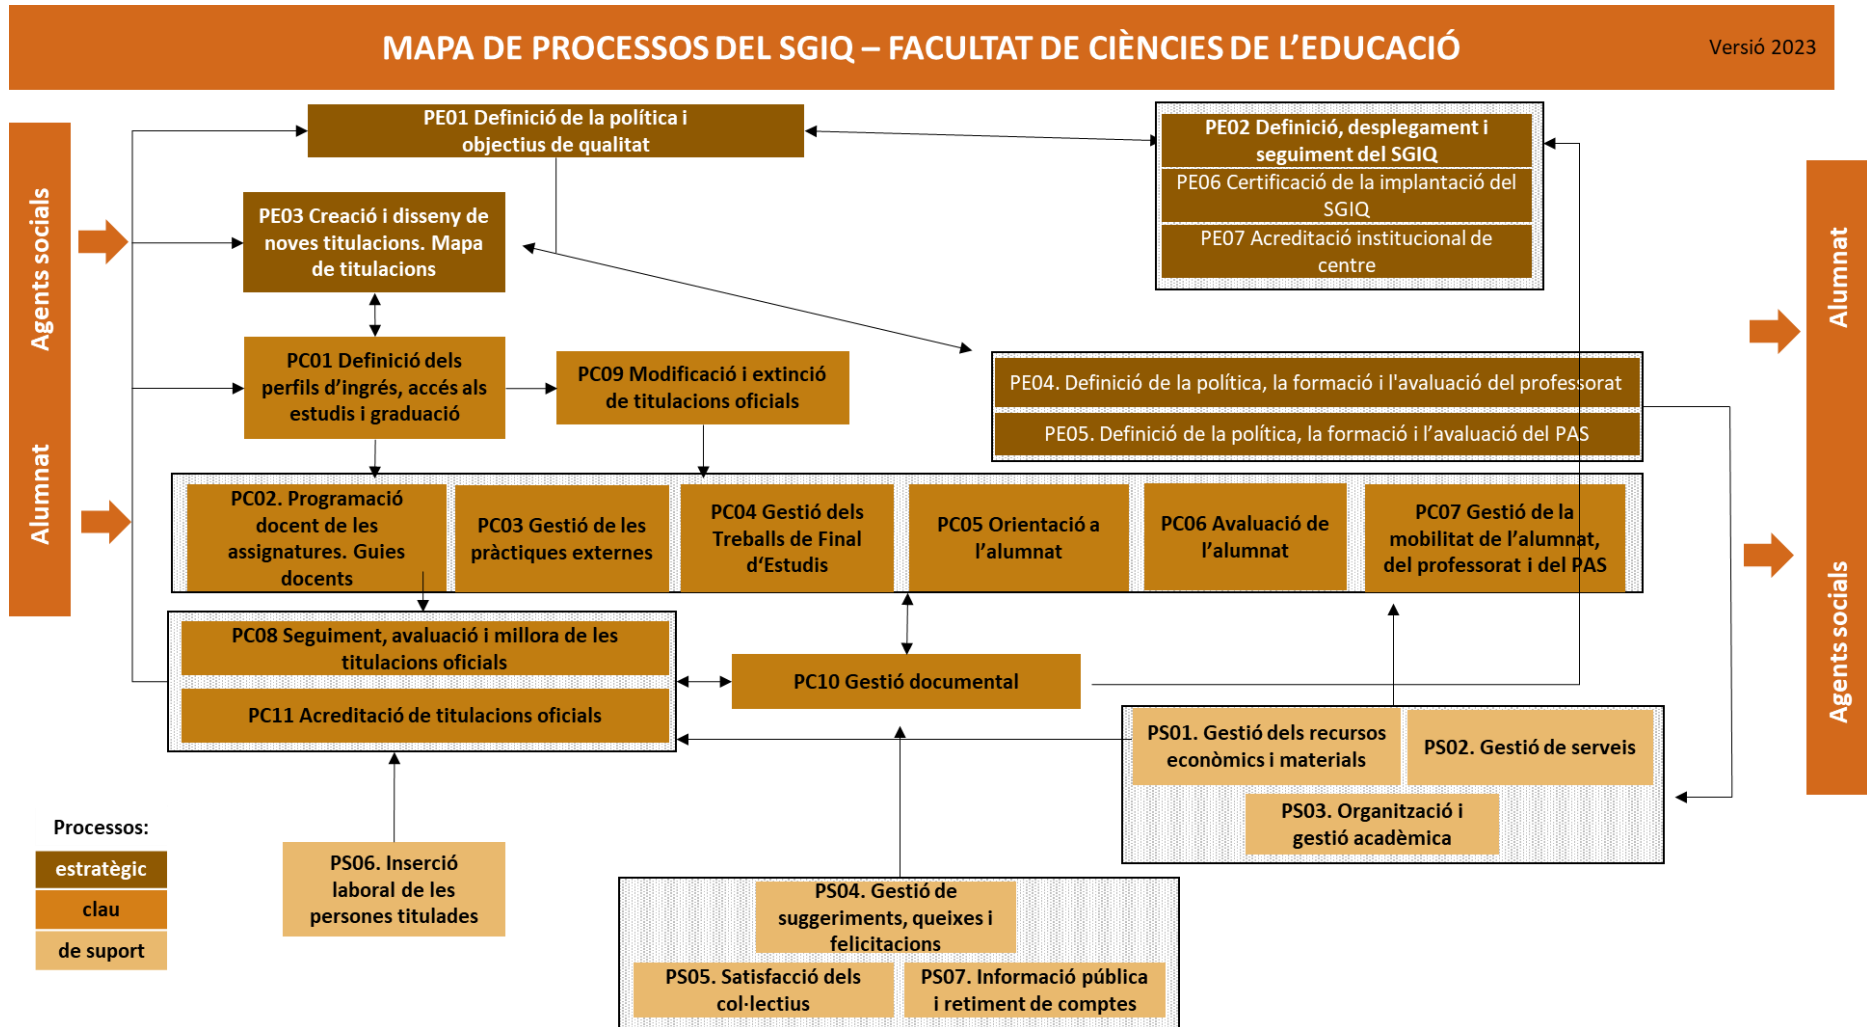 MAPA DE PROCESSOS DEL SGIQ – FACULTAT DE CIÈNCIES DE L'EDUCACIÓ
Versió 2023
Agents socials
Alumnat
PE01 Definició de la política i
objectius de qualitat
PE02 Definició, desplegament i
seguiment del SGIQ
PE06 Certificació de la implantació del
SGIQ
PE07 Acreditació institucional de
centre
PE03 Creació i disseny de
noves titulacions. Mapa
de titulacions
PC01 Definició dels
perfils d'ingrés, accés als
estudis i graduació
PC09 Modificació i extinció
de titulacions oficials
PE04. Definició de la política, la formació i l'avaluació del professorat
PE05. Definició de la política, la formació i l'avaluació del PAS
PC02. Programació
docent de les
assignatures. Guies
docents
PC03 Gestió de les
pràctiques externes
PC04 Gestió dels
Treballs de Final
d'Estudis
PC05 Orientació a
l'alumnat
PC06 Avaluació de
l'alumnat
PC07 Gestió de la
mobilitat de l'alumnat,
del professorat i del PAS
PC08 Seguiment, avaluació i millora de les
titulacions oficials
PC11 Acreditació de titulacions oficials
PC10 Gestió documental
PS01. Gestió dels recursos
econòmics i materials
PS02. Gestió de serveis
PS03. Organització i
gestió acadèmica
PS06. Inserció
laboral de les
persones titulades
PS04. Gestió de
suggeriments, queixes i
felicitacions
PS05. Satisfacció dels
col·lectius
PS07. Informació pública
i retiment de comptes
Processos:
estratègic
clau
de suport
Alumnat
Agents socials